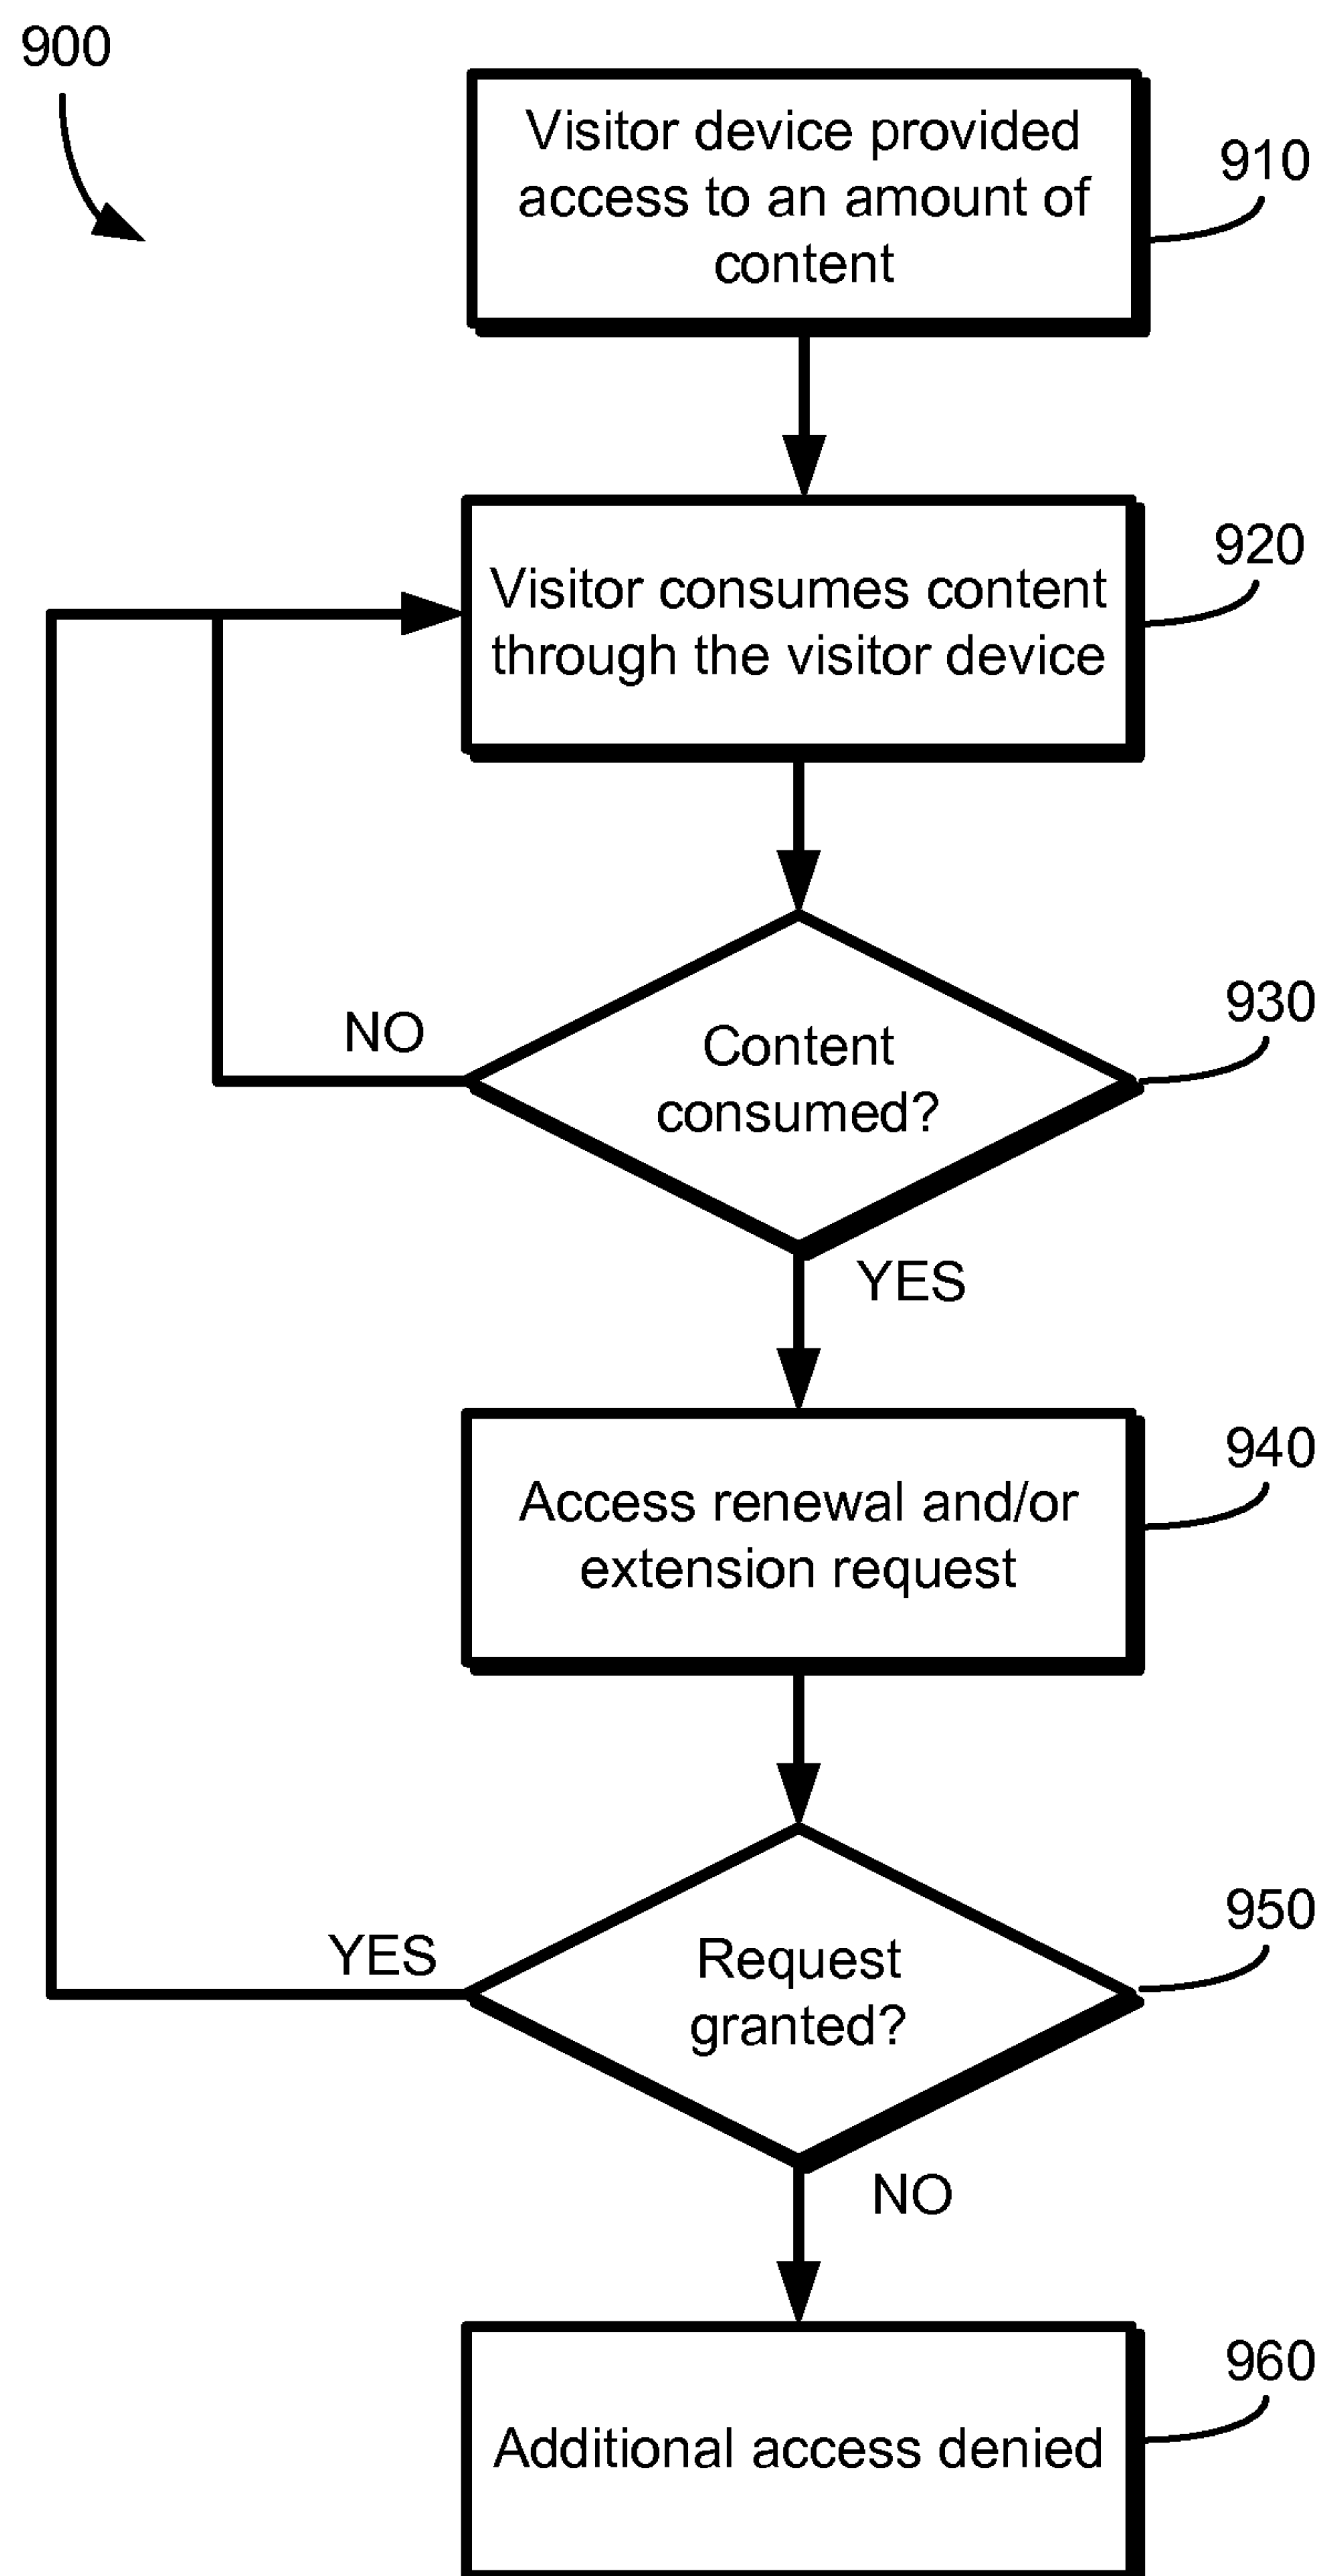 900
Visitor device provided
access to an amount of
content
910
Visitor consumes content
through the visitor device
920
NO
Content
consumed?
930
YES
Access renewal and/or
extension request
940
YES
Request
granted?
950
NO
Additional access denied
960